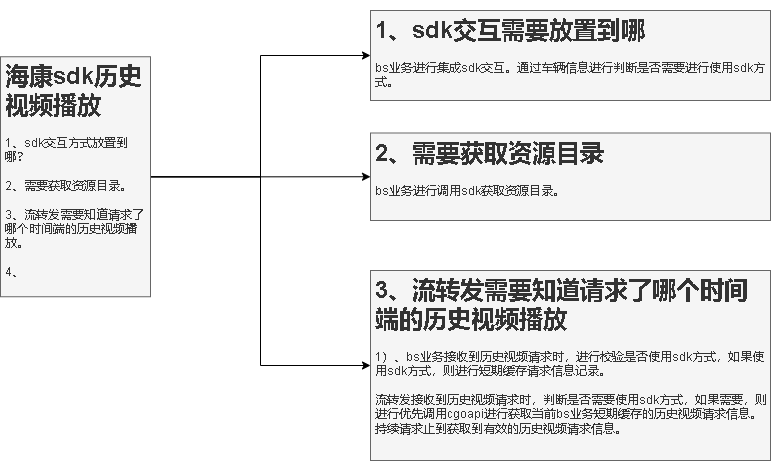 海康sdk历史
视频播放
1、sdk交互方式放置到
哪？
2、需要获取资源目录。
3、流转发需要知道请求了
哪个时间端的历史视频播
放。
4、
1、sdk交互需要放置到哪
bs业务进行集成sdk交互。通过车辆信息进行判断是否需要进行使用sdk方
式。
2、需要获取资源目录
bs业务进行调用sdk获取资源目录。
3、流转发需要知道请求了哪个时间
端的历史视频播放
1）、bs业务接收到历史视频请求时，进行校验是否使用sdk方式，如果使
用sdk方式，则进行短期缓存请求信息记录。
流转发接收到历史视频请求时，判断是否需要使用sdk方式，如果需要，则
进行优先调用cgoapi进行获取当前bs业务短期缓存的历史视频请求信息。
持续请求止到获取到有效的历史视频请求信息。